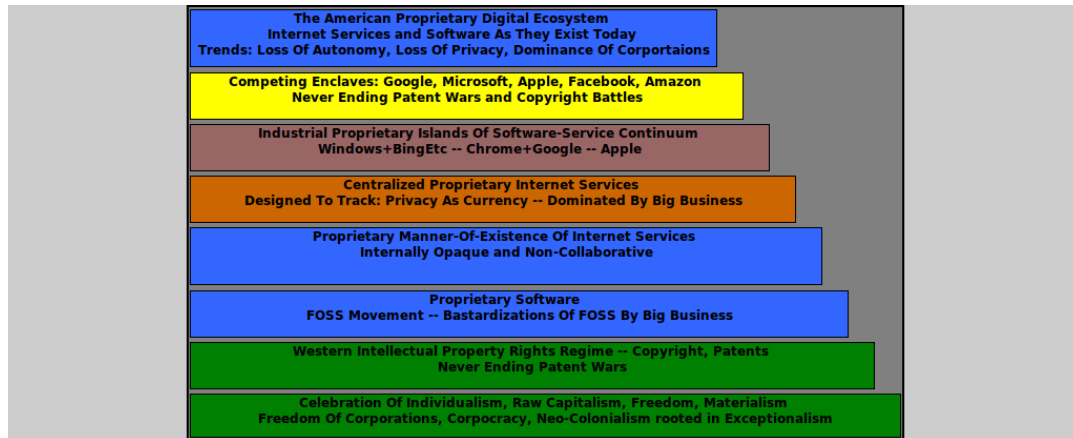 The American Proprietary Digital Ecosystem
Internet Services and Software As They Exist Today
Trends: Loss Of Autonomy, Loss Of Privacy, Dominance Of Corportaions
Competing Enclaves: Google, Microsoft, Apple, Facebook, Amazon
Never Ending Patent Wars and Copyright Battles
Industrial Proprietary Islands Of Software-Service Continuum
Windows+BingEtc -- Chrome+Google -- Apple
Centralized Proprietary Internet Services
Designed To Track: Privacy As Currency -- Dominated By Big Business
Proprietary Manner-Of-Existence Of Internet Services
Internally Opaque and Non-Collaborative
Proprietary Software
FOSS Movement -- Bastardizations Of FOSS By Big Business
Western Intellectual Property Rights Regime -- Copyright, Patents
Never Ending Patent Wars
Celebration Of Individualism, Raw Capitalism, Freedom, Materialism
Freedom Of Corporations, Corpocracy, Neo-Colonialism rooted in Exceptionalism